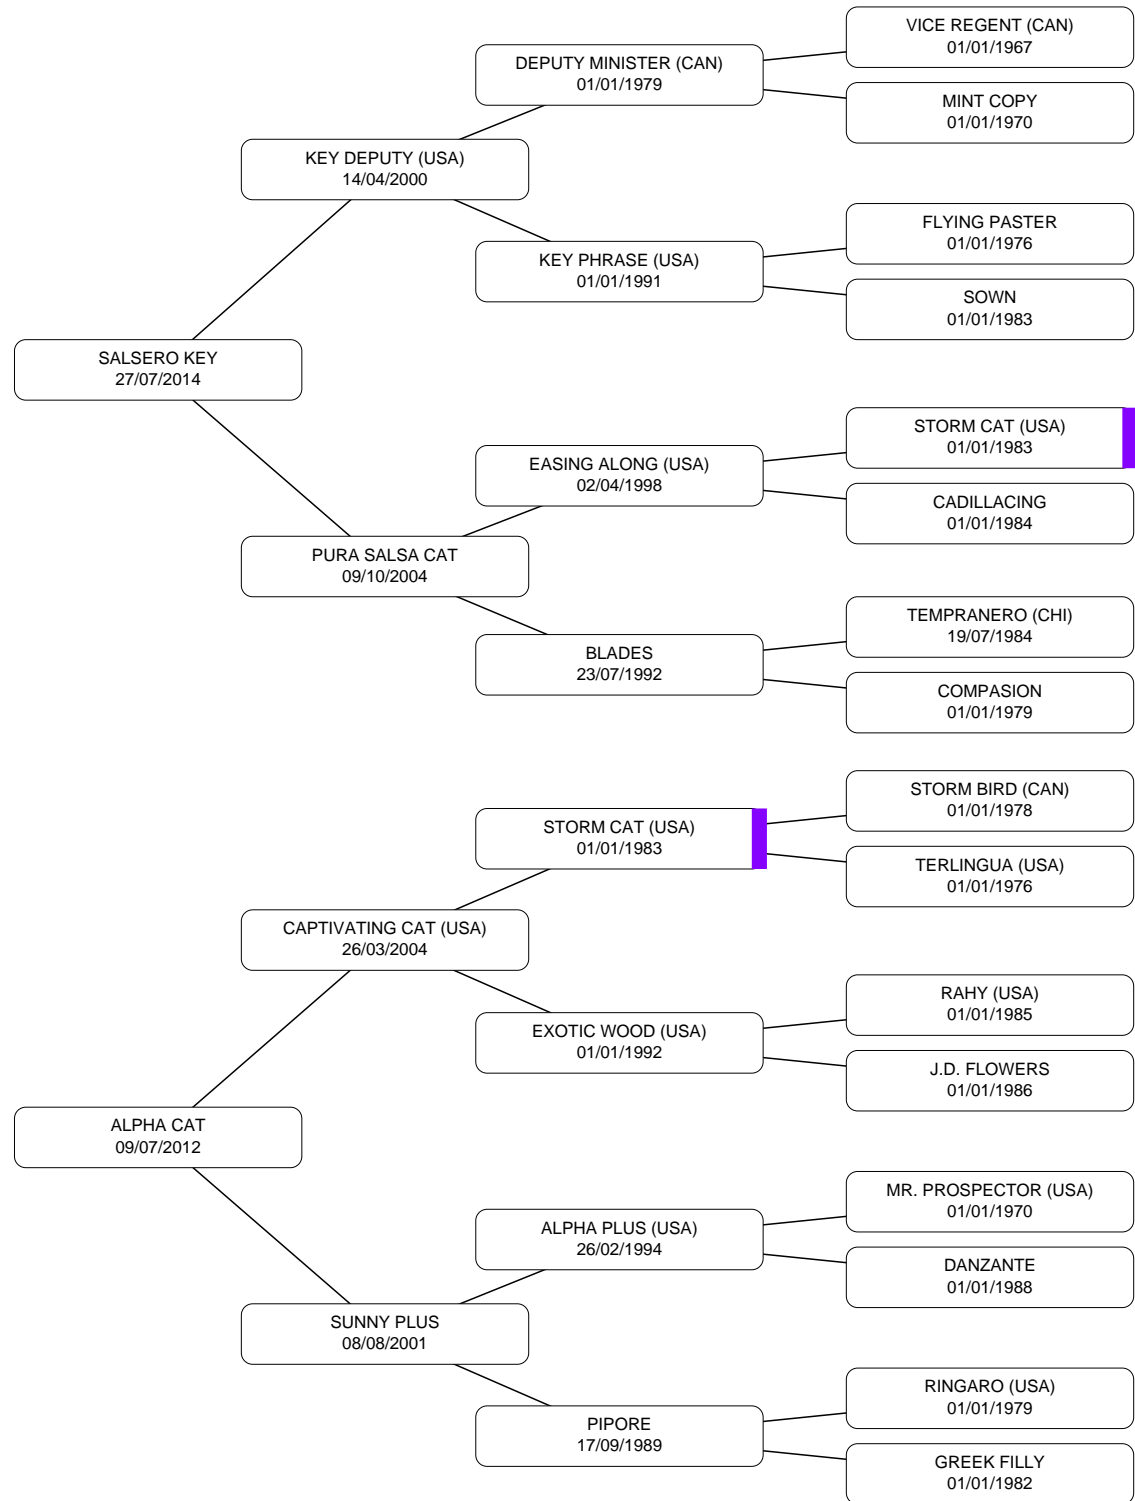 VICE REGENT (CAN)
01/01/1967
DEPUTY MINISTER (CAN)
01/01/1979
MINT COPY
01/01/1970
KEY DEPUTY (USA)
14/04/2000
FLYING PASTER
01/01/1976
KEY PHRASE (USA)
01/01/1991
SOWN
01/01/1983
SALSERO KEY
27/07/2014
STORM CAT (USA)
01/01/1983
EASING ALONG (USA)
02/04/1998
CADILLACING
01/01/1984
PURA SALSA CAT
09/10/2004
TEMPRANERO (CHI)
19/07/1984
BLADES
23/07/1992
COMPASION
01/01/1979
STORM BIRD (CAN)
01/01/1978
STORM CAT (USA)
01/01/1983
TERLINGUA (USA)
01/01/1976
CAPTIVATING CAT (USA)
26/03/2004
RAHY (USA)
01/01/1985
EXOTIC WOOD (USA)
01/01/1992
J.D. FLOWERS
01/01/1986
ALPHA CAT
09/07/2012
MR. PROSPECTOR (USA)
01/01/1970
ALPHA PLUS (USA)
26/02/1994
DANZANTE
01/01/1988
SUNNY PLUS
08/08/2001
RINGARO (USA)
01/01/1979
PIPORE
17/09/1989
GREEK FILLY
01/01/1982